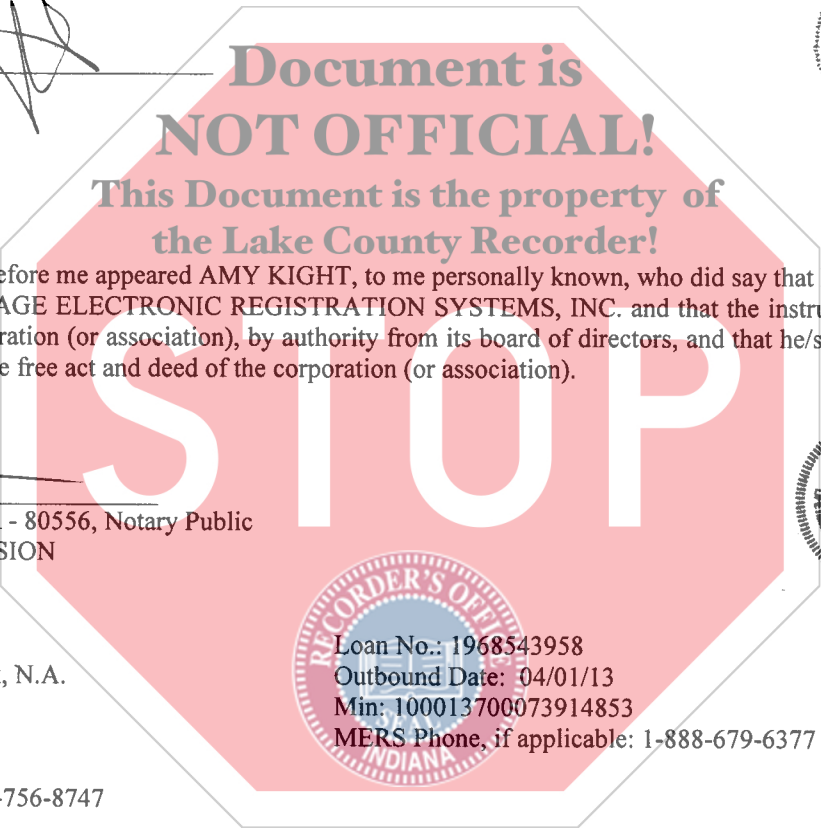 Document is
NOT OFFICIAL!
This Document is the property of
the Lake County Recorder!
efore me appeared AMY KIGHT, to me personally known, who did say that
AGE ELECTRONIC REGISTRATION SYSTEMS, INC. and that the instru
ration (or association), by authority from its board of directors, and that he/s
e free act and deed of the corporation (or association).
STOP
- 80556, Notary Public
SION
RECORDER'S OFFICE
Loan No.: 1968543958
, N.A.
Outbound Date: 04/01/13
Min: 100013700073914853
SEAL
MERS Phone, if applicable: 1-888-679-6377
INDIANA
-756-8747